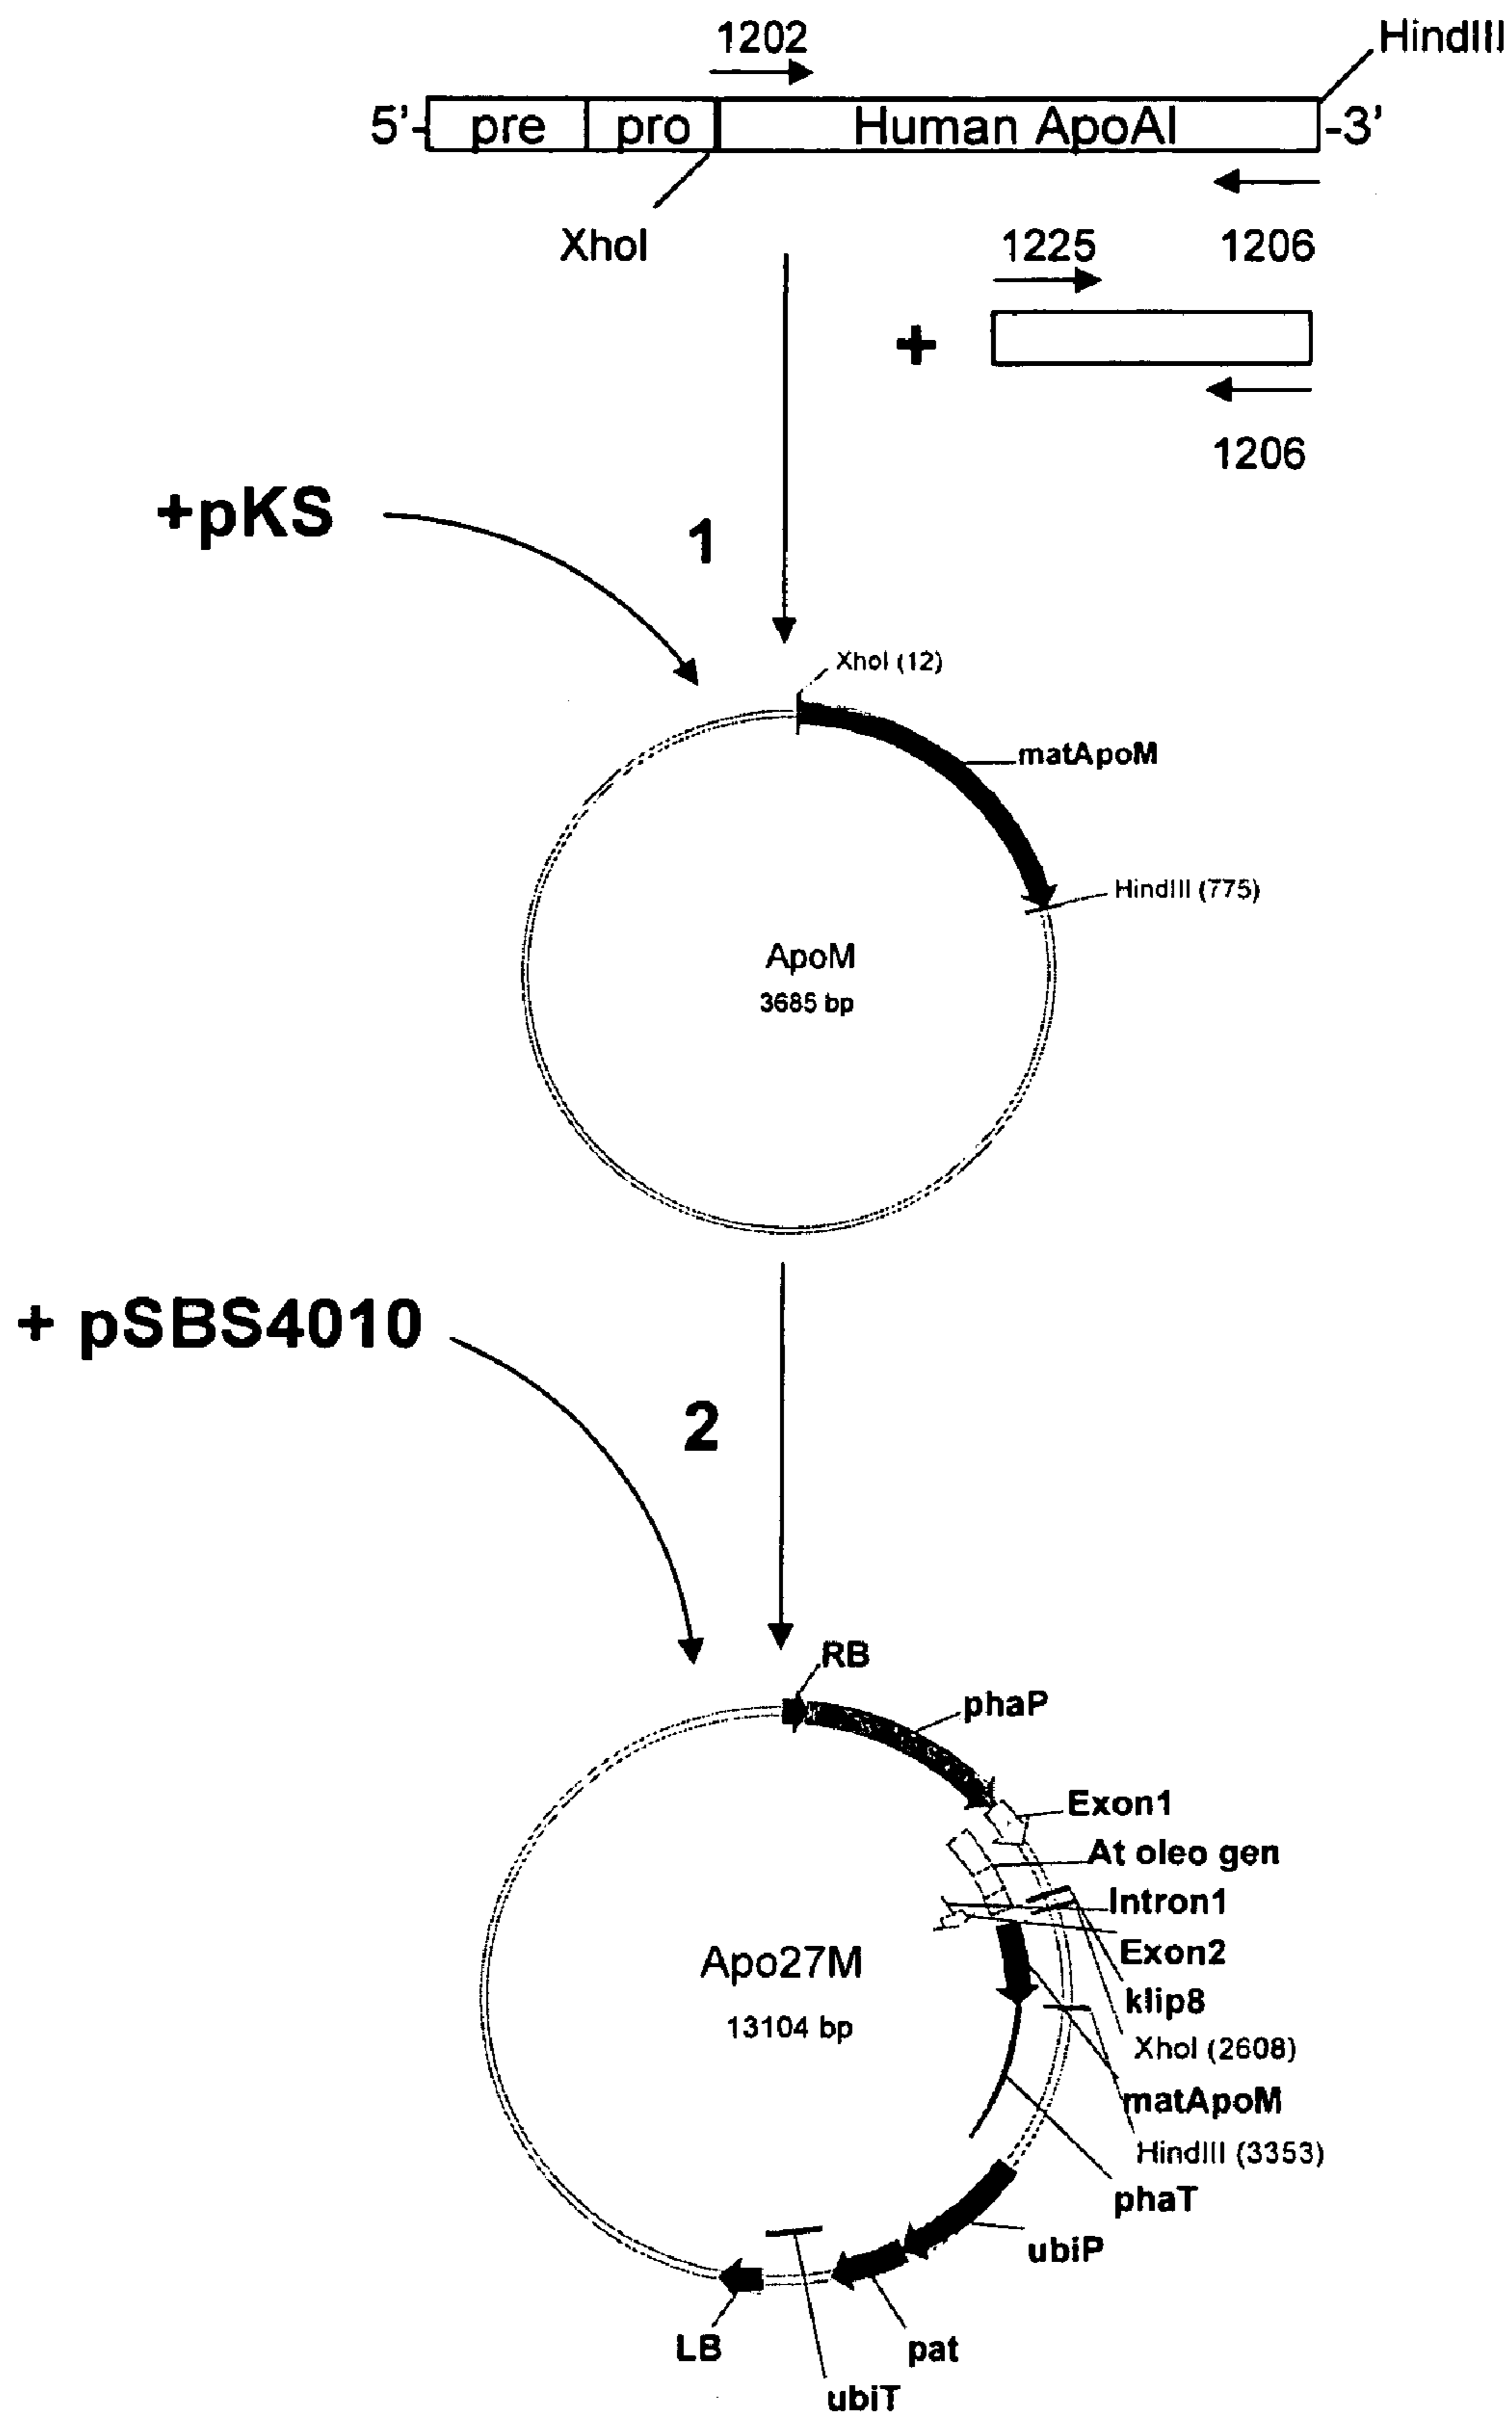 1202
HindIII
5'- pre pro Human ApoAI -3'
XhoI
1225
1206
+
1206
+pKS
1
XhoI (12)
matApoM
HindIII (775)
ApoM
3685 bp
+ pSBS4010
2
RB
phaP
Exon1
At oleo gen
Intron1
Exon2
klip8
Apo27M
13104 bp
XhoI (2608)
matApoM
HindIII (3353)
phaT
ubiP
LB
pat
ubiT